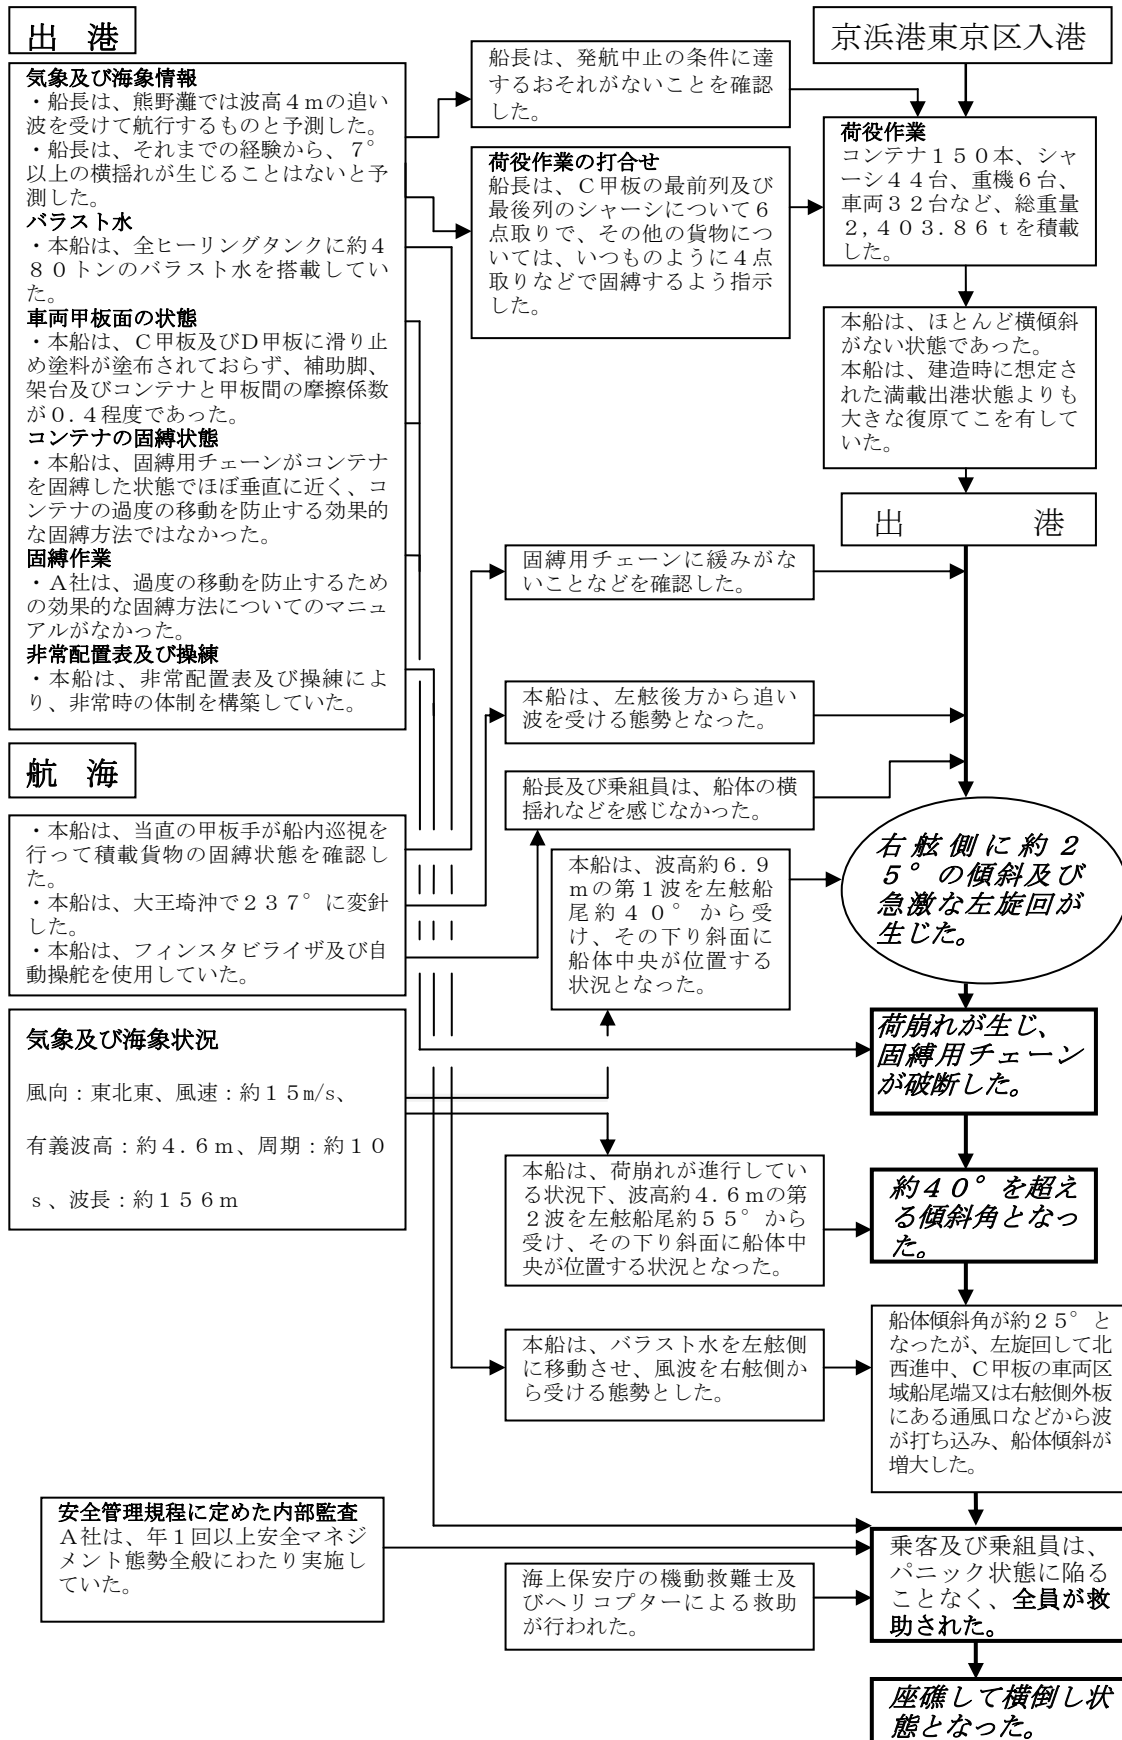 出　港
気象及び海象情報
・船長は、熊野灘では波高４ｍの追い
波を受けて航行するものと予測した。
・船長は、それまでの経験から、７°
以上の横揺れが生じることはないと予
測した。
バラスト水
・本船は、全ヒーリングタンクに約４
８０トンのバラスト水を搭載してい
た。
車両甲板面の状態
・本船は、Ｃ甲板及びＤ甲板に滑り止
め塗料が塗布されておらず、補助脚、
架台及びコンテナと甲板間の摩擦係数
が０.４程度であった。
コンテナの固縛状態
・本船は、固縛用チェーンがコンテナ
を固縛した状態でほぼ垂直に近く、コ
ンテナの過度の移動を防止する効果的
な固縛方法ではなかった。
固縛作業
・Ａ社は、過度の移動を防止するため
の効果的な固縛方法についてのマニュ
アルがなかった。
非常配置表及び操練
・本船は、非常配置表及び操練によ
り、非常時の体制を構築していた。
航　海
・本船は、当直の甲板手が船内巡視を
行って積載貨物の固縛状態を確認し
た。
・本船は、大王埼沖で２３７°に変針
した。
・本船は、フィンスタビライザ及び自
動操舵を使用していた。
気象及び海象状況
風向：東北東、風速：約１５m/s、
有義波高：約４.６ｍ、周期：約１０
ｓ、波長：約１５６ｍ
安全管理規程に定めた内部監査
Ａ社は、年１回以上安全マネジ
メント態勢全般にわたり実施し
ていた。
船長は、発航中止の条件に達
するおそれがないことを確認
した。
荷役作業の打合せ
船長は、Ｃ甲板の最前列及び
最後列のシャーシについて６
点取りで、その他の貨物につ
いては、いつものように４点
取りなどで固縛するよう指示
した。
固縛用チェーンに緩みがな
いことなどを確認した。
本船は、左舷後方から追い
波を受ける態勢となった。
船長及び乗組員は、船体の横
揺れなどを感じなかった。
本船は、波高約６.９
ｍの第１波を左舷船
尾約４０°から受
け、その下り斜面に
船体中央が位置する
状況となった。
本船は、荷崩れが進行してい
る状況下、波高約４.６ｍの第
２波を左舷船尾約５５°から
受け、その下り斜面に船体中
央が位置する状況となった。
本船は、バラスト水を左舷側
に移動させ、風波を右舷側か
ら受ける態勢とした。
海上保安庁の機動救難士及
びヘリコプターによる救助
が行われた。
京浜港東京区入港
荷役作業
コンテナ１５０本、シャ
ーシ４４台、重機６台、
車両３２台など、総重量
２,４０３.８６ｔを積載
した。
本船は、ほとんど横傾斜
がない状態であった。
本船は、建造時に想定さ
れた満載出港状態よりも
大きな復原てこを有して
いた。
出　港
右舷側に約２
５°の傾斜及び
急激な左旋回が
生じた。
荷崩れが生じ、
固縛用チェーン
が破断した。
約４０°を超え
る傾斜角となっ
た。
船体傾斜角が約２５°と
なったが、左旋回して北
西進中、Ｃ甲板の車両区
域船尾端又は右舷側外板
にある通風口などから波
が打ち込み、船体傾斜が
増大した。
乗客及び乗組員は、
パニック状態に陥る
ことなく、全員が救
助された。
座礁して横倒し状
態となった。